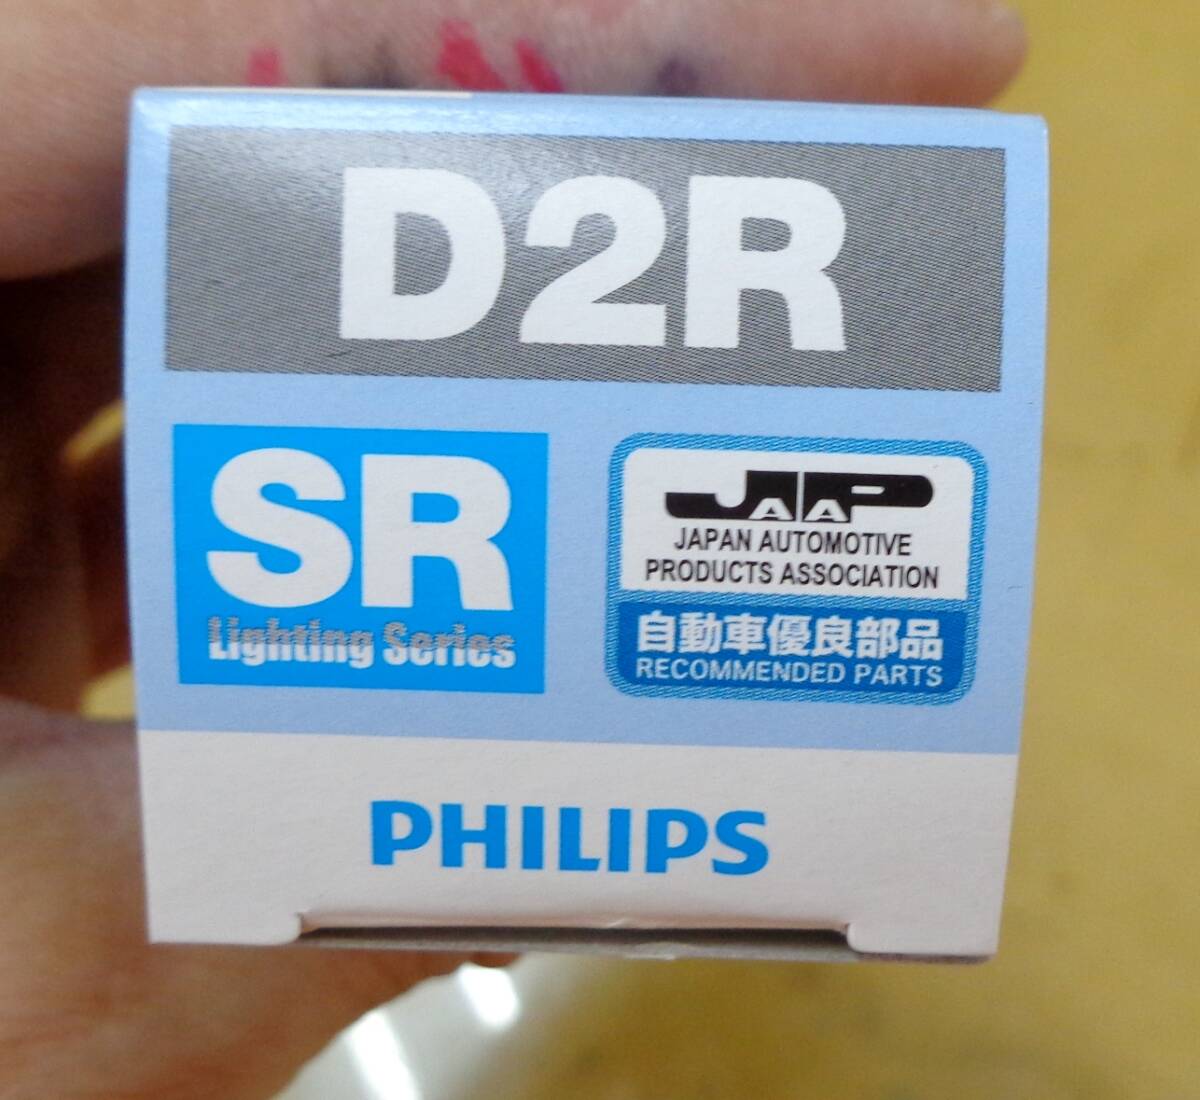 D2R
SR
Lighting Series
JAAP
JAPAN AUTOMOTIVE
PRODUCTS ASSOCIATION
自動車優良部品
RECOMMENDED PARTS
PHILIPS